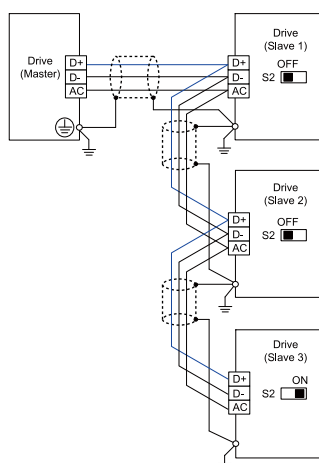 Drive
(Master)
D+
D-
AC
Drive
(Slave 1)
D+
D-
AC
OFF
S2
Drive
(Slave 2)
D+
D-
AC
OFF
S2
Drive
(Slave 3)
D+
D-
AC
ON
S2